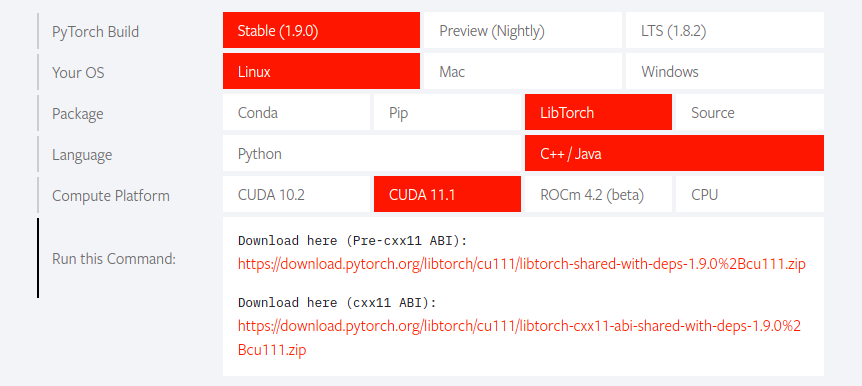 PyTorch Build Stable (1.9.0) Preview (Nightly) LTS (1.8.2)
Your OS Linux Mac Windows
Package Conda Pip LibTorch Source
Language Python C++ / Java
Compute Platform CUDA 10.2 CUDA 11.1 ROCm 4.2 (beta) CPU
Run this Command:
Download here (Pre-cxx11 ABI):
https://download.pytorch.org/libtorch/cu111/libtorch-shared-with-deps-1.9.0%2Bcu111.zip
Download here (cxx11 ABI):
https://download.pytorch.org/libtorch/cu111/libtorch-cxx11-abi-shared-with-deps-1.9.0%2
Bcu111.zip